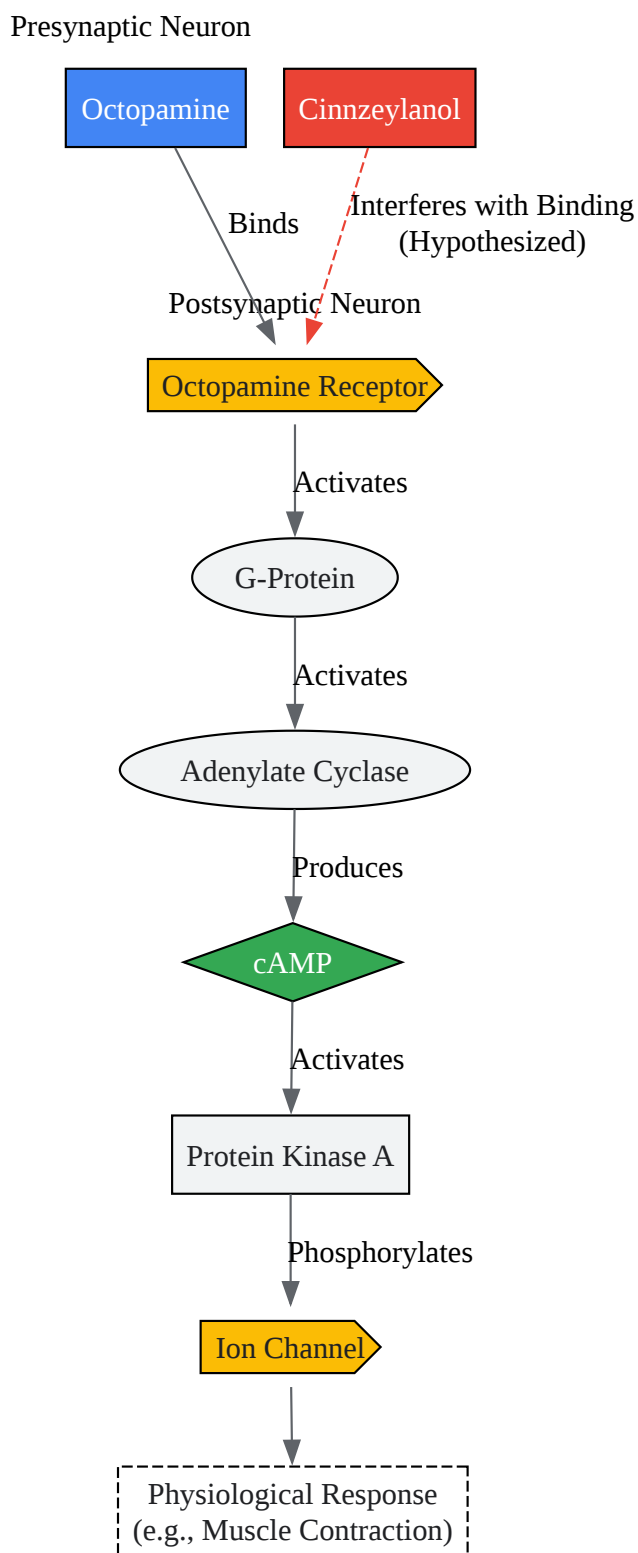 Presynaptic Neuron
Octopamine
Cinnzeylanol
Binds
Interferes with Binding
(Hypothesized)
Postsynaptic Neuron
Octopamine Receptor
Activates
G-Protein
Activates
Adenylate Cyclase
Produces
cAMP
Activates
Protein Kinase A
Phosphorylates
Ion Channel
Physiological Response
(e.g., Muscle Contraction)